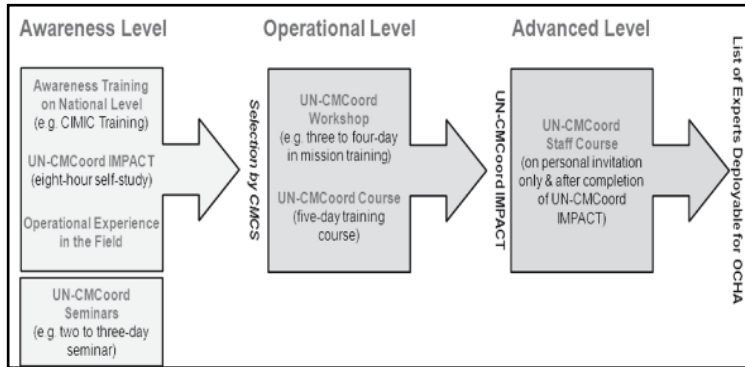 Awareness Level
Awareness Training
on National Level
(e.g. CIMIC Training)
UN-CMCoord IMPACT
(eight-hour self-study)
Operational Experience
in the Field
UN-CMCoord
Seminars
(e.g. two to three-day
seminar)
Selection by CMCS
Operational Level
UN-CMCoord
Workshop
(e.g. three to four-day
in mission training)
UN-CMCoord Course
(five-day training
course)
UN-CMCoord IMPACT
Advanced Level
UN-CMCoord
Staff Course
(on personal invitation
only & after completion
of UN-CMCoord
IMPACT)
List of Experts Deployable for OCHA